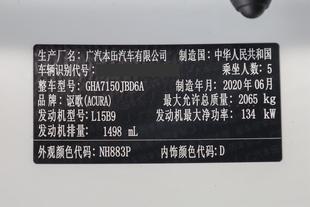 生产厂名：广汽本田汽车有限公司 制造国：中华人民共和国
车辆识别代号： 乘坐人数：5
整车型号：GHA7150JBD6A 制造年月：2020年06月
品牌：讴歌(ACURA) 最大允许总质量：2065 kg
发动机型号：L15B9 发动机最大净功率：134 kW
发动机排量：1498 mL
外观颜色代码：NH883P 内饰颜色代码：D